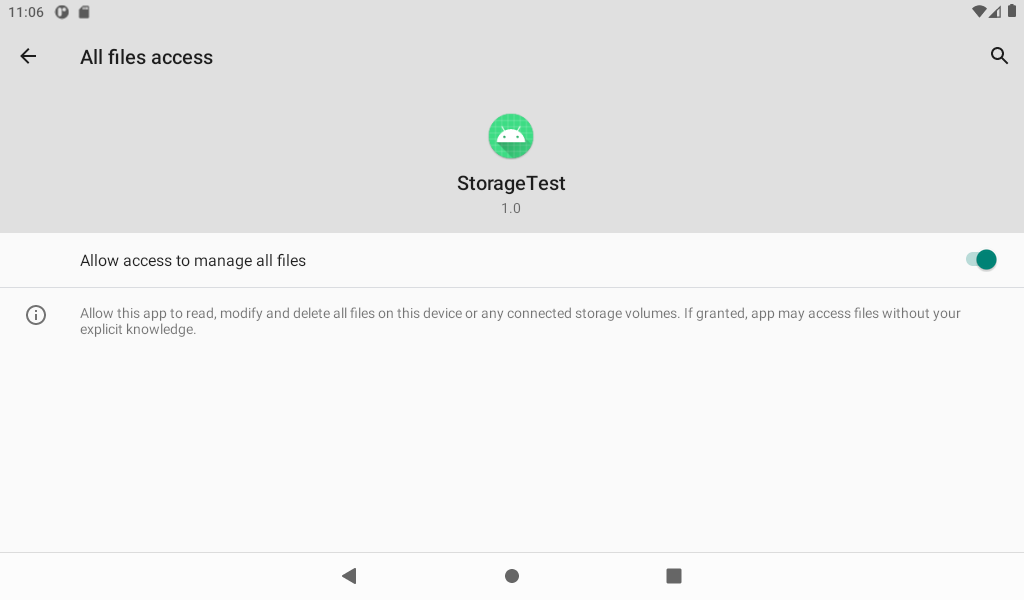 11:06
All files access
StorageTest
1.0
Allow access to manage all files
Allow this app to read, modify and delete all files on this device or any connected storage volumes. If granted, app may access files without your
explicit knowledge.